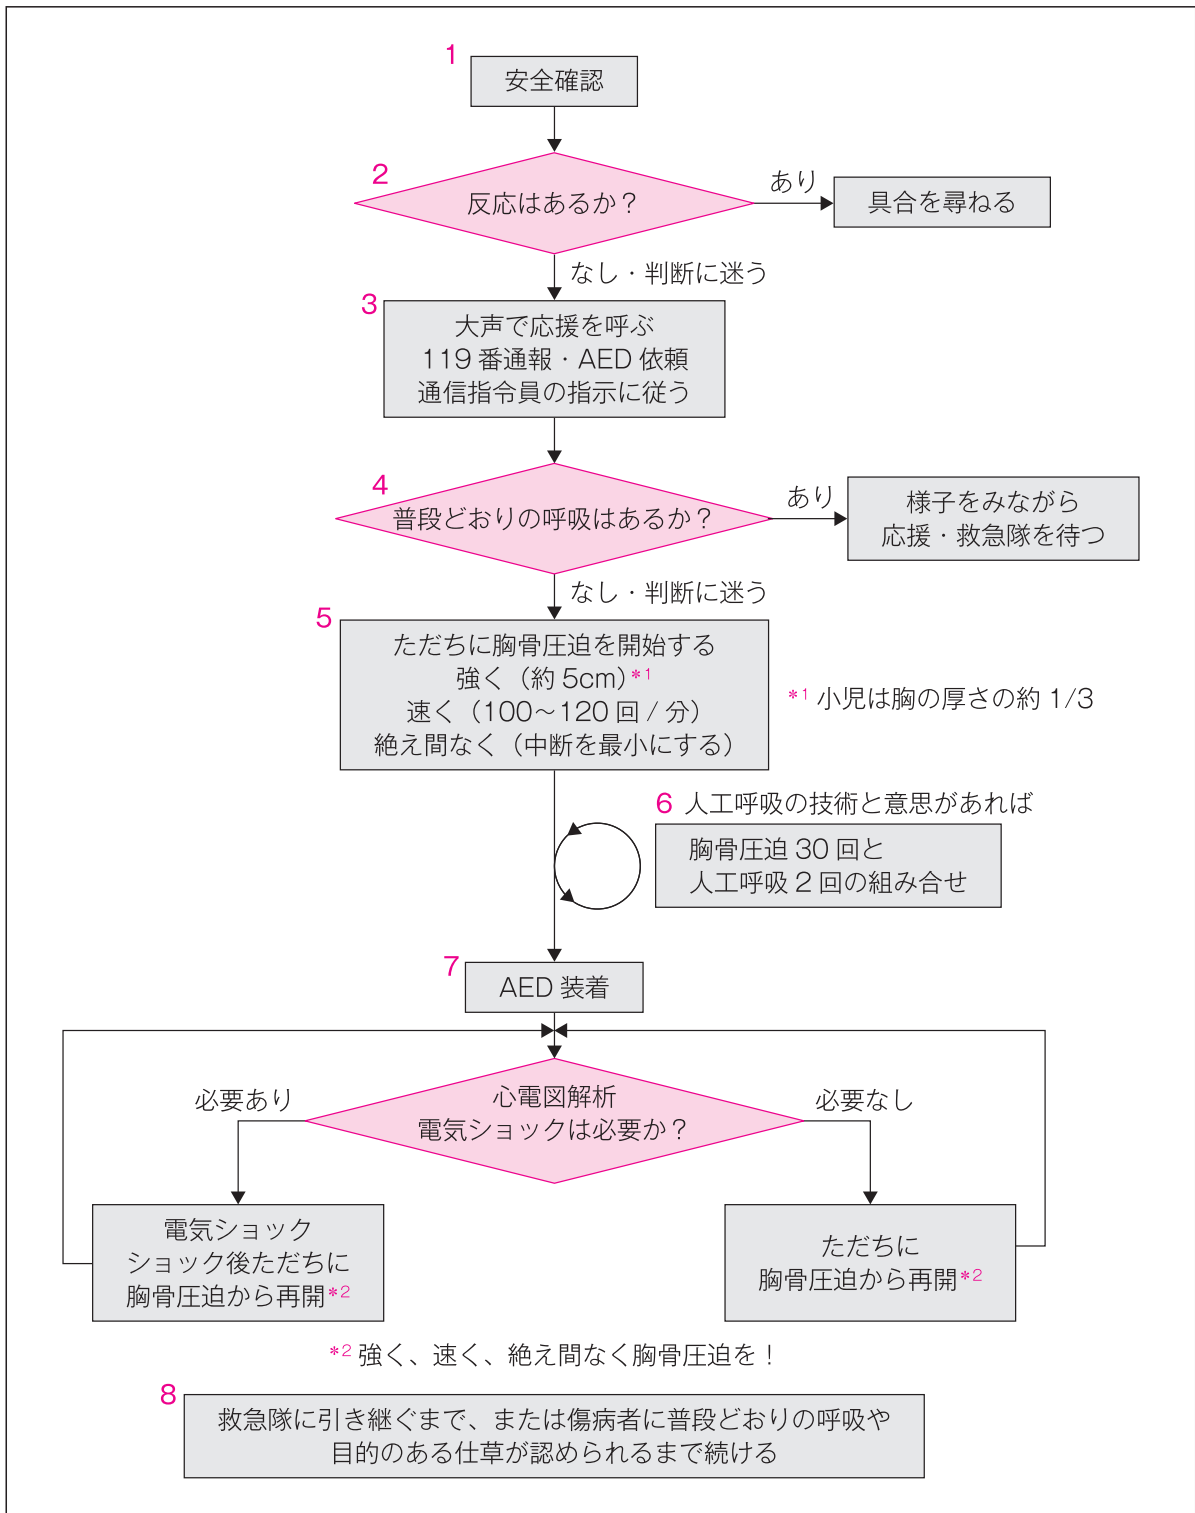 1
安全確認
2
反応はあるか？
あり
具合を尋ねる
なし・判断に迷う
3
大声で応援を呼ぶ
119番通報・AED 依頼
通信指令員の指示に従う
4
普段どおりの呼吸はあるか？
あり
様子をみながら
応援・救急隊を待つ
なし・判断に迷う
5
ただちに胸骨圧迫を開始する
強く（約 5cm）*1
速く（100〜120 回 / 分）
絶え間なく（中断を最小にする）
*1 小児は胸の厚さの約 1/3
6 人工呼吸の技術と意思があれば
胸骨圧迫 30 回と
人工呼吸 2 回の組み合せ
7
AED 装着
心電図解析
電気ショックは必要か？
必要あり
必要なし
電気ショック
ショック後ただちに
胸骨圧迫から再開*2
ただちに
胸骨圧迫から再開*2
*2 強く、速く、絶え間なく胸骨圧迫を！
8
救急隊に引き継ぐまで、または傷病者に普段どおりの呼吸や
目的のある仕草が認められるまで続ける